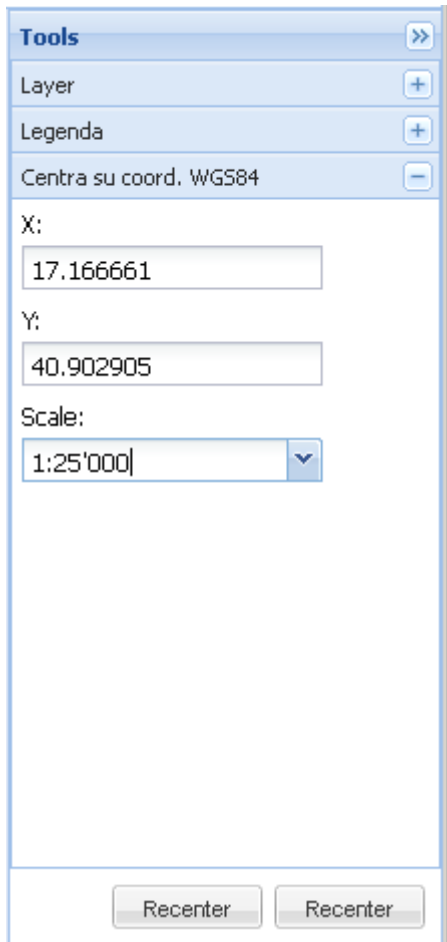 Tools
Layer
Legenda
Centra su coord. WGS84
X:
17.166661
Y:
40.902905
Scale:
1:25'000
Recenter Recenter